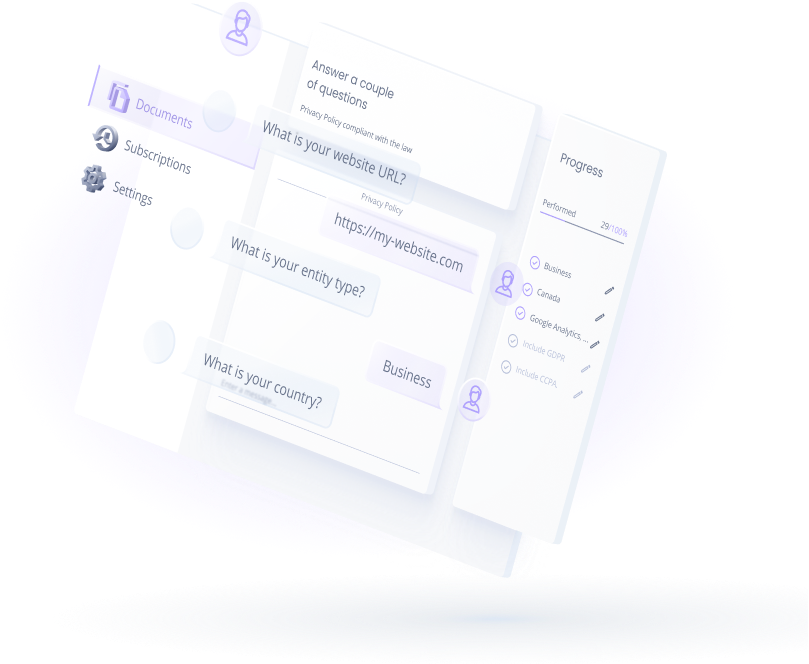 Documents
Subscriptions
Settings
Answer a couple
of questions
Privacy Policy compliant with the law
What is your website URL?
Privacy Policy
https://my-website.com
What is your entity type?
Business
What is your country?
Enter a message...
Progress
Performed
29/100%
Business
Canada
Google Analytics, ...
Include GDPR
Include CCPA